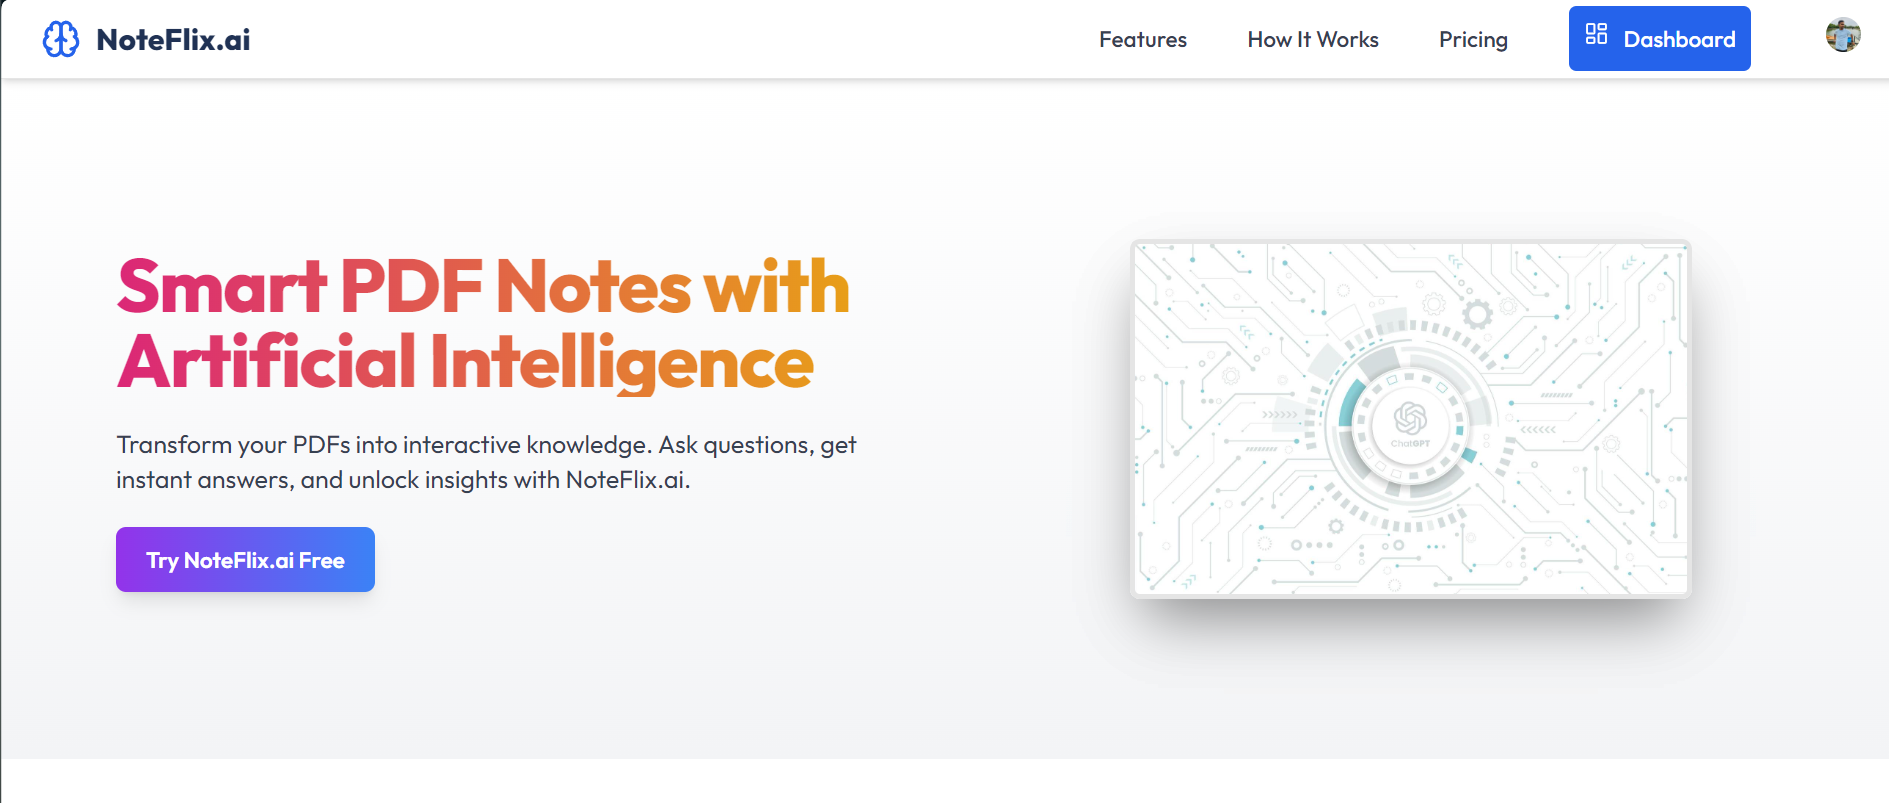 NoteFlix.ai
Features
How It Works
Pricing
Dashboard
Smart PDF Notes with
Artificial Intelligence
Transform your PDFs into interactive knowledge. Ask questions, get
instant answers, and unlock insights with NoteFlix.ai.
Try NoteFlix.ai Free
ChatGPT